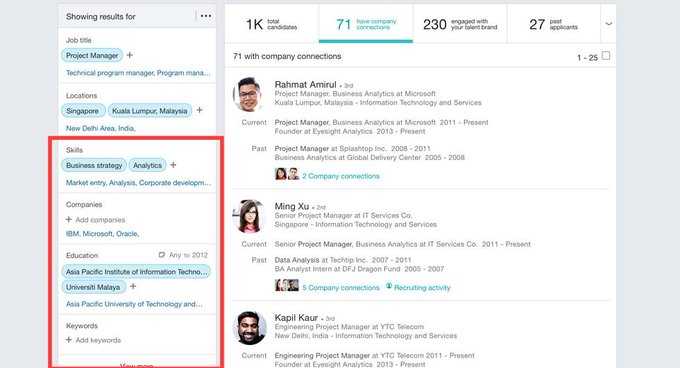 Showing results for
Job title
Project Manager +
Technical program manager, Program mana...
Locations
Singapore Kuala Lumpur, Malaysia +
New Delhi Area, India,
Skills
Business strategy Analytics +
Market entry, Analysis, Corporate developm...
Companies
+ Add companies
IBM, Microsoft, Oracle,
Education Any to 2012
Asia Pacific Institute of Information Techno...
Universiti Malaya +
Asia Pacific University of Technology and...
Keywords
+ Add keywords
View more
1K total candidates
71 have company connections
230 engaged with your talent brand
27 past applicants
71 with company connections 1 - 25
Rahmat Amirul • 3rd
Project Manager, Business Analytics at Microsoft
Kuala Lumpur, Malaysia - Information Technology and Services
Current Project Manager, Business Analytics at Microsoft 2011 - Present
Founder at Eyesight Analytics 2013 - Present
Past Project Manager at Splashtop Inc. 2008 - 2011
Business Analytics at Global Delivery Center 2005 - 2008
2 Company connections
Ming Xu • 2nd
Senior Project Manager at IT Services Co.
Singapore - Information Technology and Services
Current Senior Project Manager, Business Analytics at IT Services Co. 2011 - Present
Past Data Analysis at Techtip Inc. 2007 - 2011
BA Analyst Intern at DFJ Dragon Fund 2005 - 2007
5 Company connections Recruiting activity
Kapil Kaur • 3rd
Engineering Project Manager at YTC Telecom
New Delhi, India - Information Technology and Services
Current Engineering Project Manager at YTC Telecom 2011 - Present
Founder at Eyesight Analytics 2013 - Present